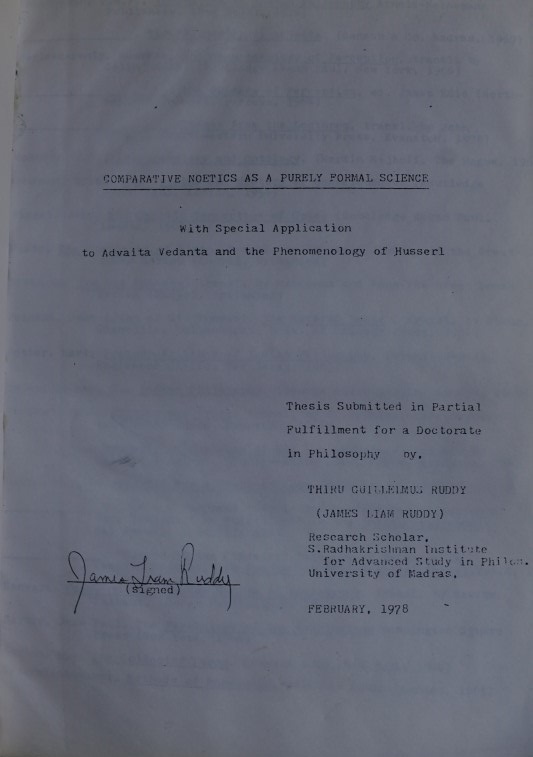 COMPARATIVE NOETICS AS A PURELY FORMAL SCIENCE
With Special Application
to Advaita Vedanta and the Phenomenology of Husserl
Thesis Submitted in Partial
Fulfillment for a Doctorate
in Philosophy by,
THIRU GUILLELMUS RUDDY
(JAMES LIAM RUDDY)
Research Scholar,
S.Radhakrishnan Institute
for Advanced Study in Philos.
University of Madras.
James Liam Ruddy
(signed)
FEBRUARY, 1978